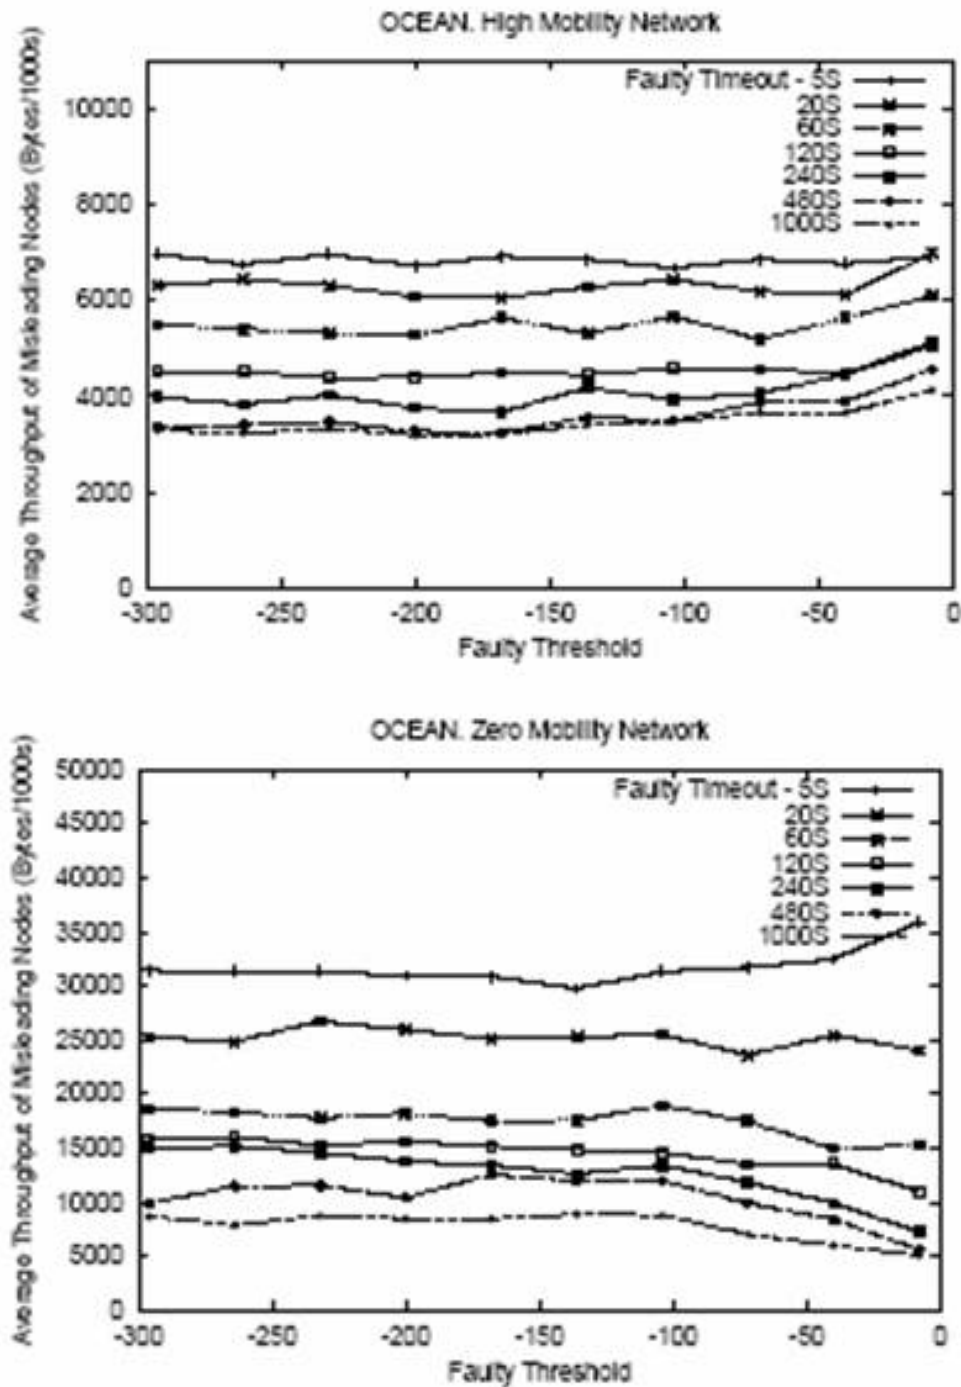 OCEAN. High Mobility Network
Average Throughput of Misleading Nodes (Bytes/1000s)
Faulty Timeout - 5S
20S
60S
120S
240S
480S
1000S
10000
8000
6000
4000
2000
0
-300 -250 -200 -150 -100 -50 0
Faulty Threshold
OCEAN. Zero Mobility Network
Average Throughput of Misleading Nodes (Bytes/1000s)
Faulty Timeout - 5S
20S
60S
120S
240S
480S
1000S
50000
45000
40000
35000
30000
25000
20000
15000
10000
5000
0
-300 -250 -200 -150 -100 -50 0
Faulty Threshold